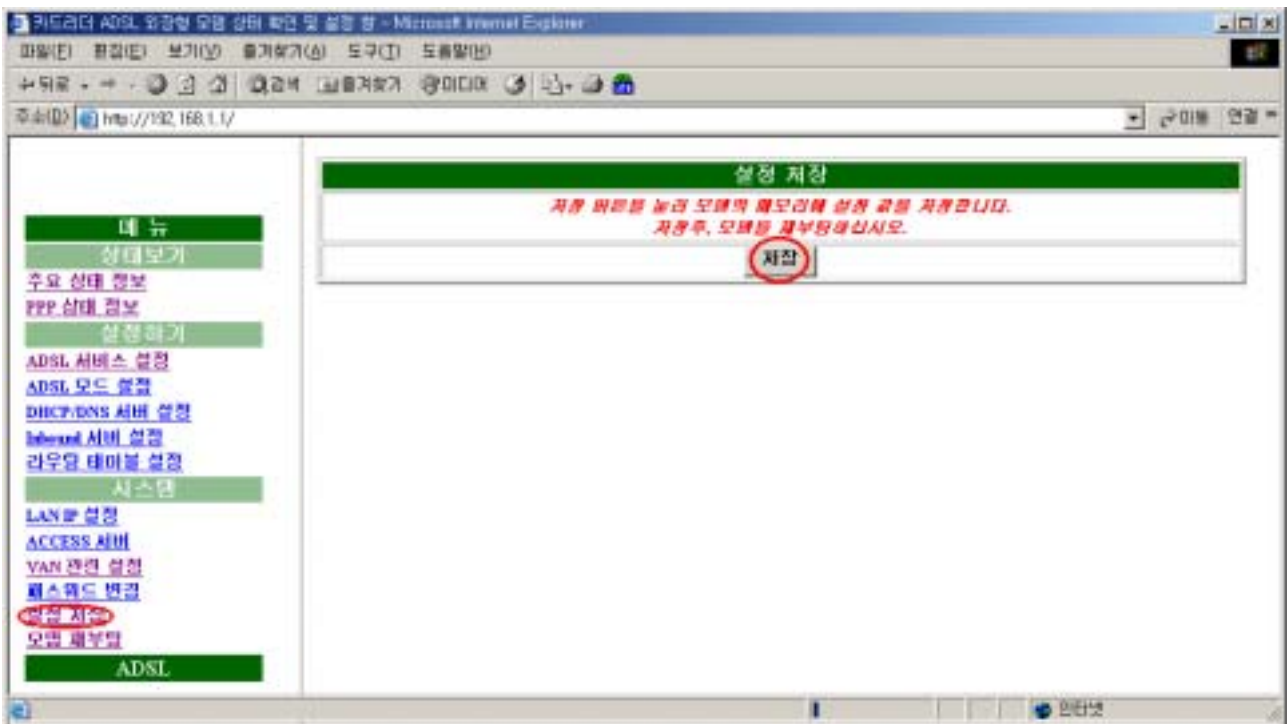 카드리더 ADSL 외장형 모뎀 상태 확인 및 설정 창 - Microsoft Internet Explorer
파일(F) 편집(E) 보기(V) 즐겨찾기(A) 도구(T) 도움말(H)
뒤로 검색 즐겨찾기 미디어
주소(D) http://192.168.1.1/ 이동 연결
설정 저장
저장 버튼을 눌러 모뎀의 메모리에 설정 값을 저장합니다.
저장후, 모뎀을 재부팅하십시오.
저장
메 뉴
상태보기
주요 상태 정보
PPP 상태 정보
설정하기
ADSL 서비스 설정
ADSL 모드 설정
DHCP/DNS 서버 설정
Inbound 서버 설정
라우팅 테이블 설정
시스템
LAN IP 설정
ACCESS 서버
VAN 관련 설정
패스워드 변경
설정 저장
모뎀 재부팅
ADSL
인터넷